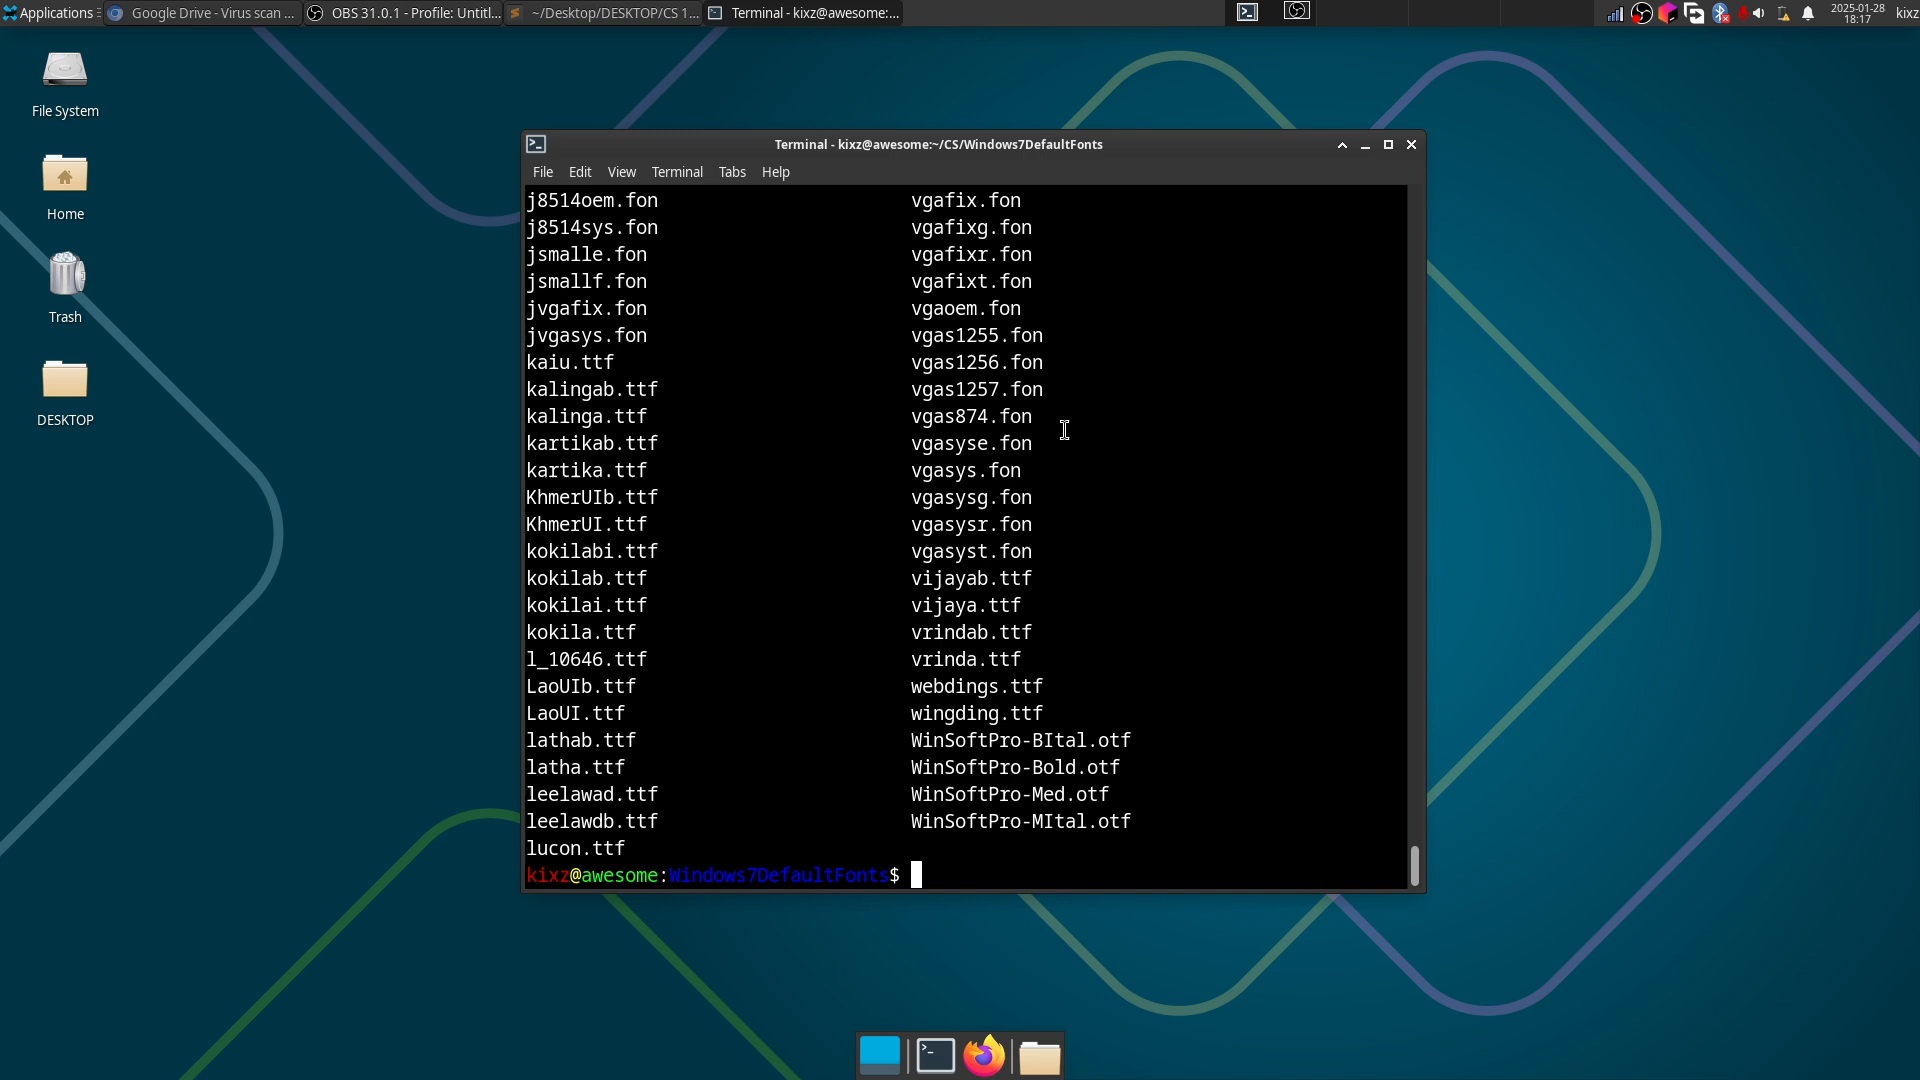 Applications
Google Drive - Virus scan ...
OBS 31.0.1 - Profile: Untitl...
~/Desktop/DESKTOP/CS 1...
Terminal - kixz@awesome:...
2025-01-28
18:17
kixz
File System
Home
Trash
DESKTOP
Terminal - kixz@awesome:~/CS/Windows7DefaultFonts
File Edit View Terminal Tabs Help
j8514oem.fon vgafix.fon
j8514sys.fon vgafixg.fon
jsmalle.fon vgafixr.fon
jsmallf.fon vgafixt.fon
jvgafix.fon vgaoem.fon
jvgasys.fon vgas1255.fon
kaiu.ttf vgas1256.fon
kalingab.ttf vgas1257.fon
kalinga.ttf vgas874.fon
kartikab.ttf vgasyse.fon
kartika.ttf vgasys.fon
KhmerUIb.ttf vgasysg.fon
KhmerUI.ttf vgasysr.fon
kokilabi.ttf vgasyst.fon
kokilab.ttf vijayab.ttf
kokilai.ttf vijaya.ttf
kokila.ttf vrindab.ttf
l_10646.ttf vrinda.ttf
LaoUIb.ttf webdings.ttf
LaoUI.ttf wingding.ttf
lathab.ttf WinSoftPro-BItal.otf
latha.ttf WinSoftPro-Bold.otf
leelawad.ttf WinSoftPro-Med.otf
leelawdb.ttf WinSoftPro-MItal.otf
lucon.ttf
kixz@awesome:Windows7DefaultFonts$